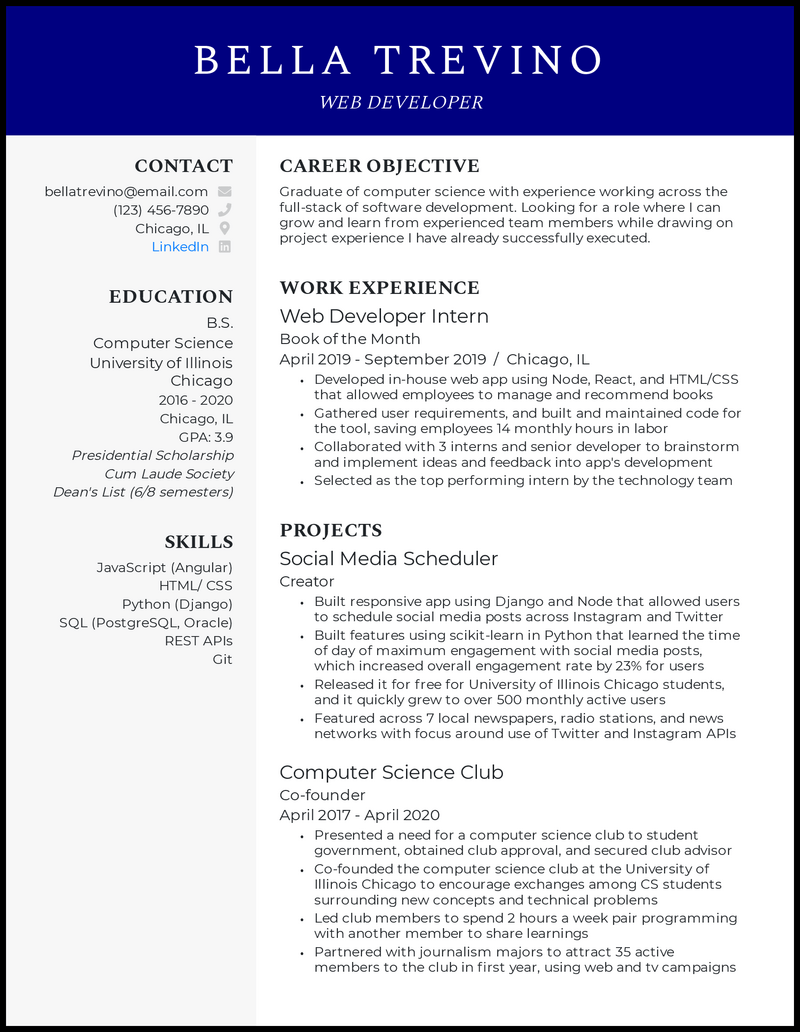 BELLA TREVINO
WEB DEVELOPER
CONTACT
bellatrevino@email.com
(123) 456-7890
Chicago, IL
LinkedIn
EDUCATION
B.S.
Computer Science
University of Illinois
Chicago
2016 - 2020
Chicago, IL
GPA: 3.9
Presidential Scholarship
Cum Laude Society
Dean's List (6/8 semesters)
SKILLS
JavaScript (Angular)
HTML/ CSS
Python (Django)
SQL (PostgreSQL, Oracle)
REST APIs
Git
CAREER OBJECTIVE
Graduate of computer science with experience working across the
full-stack of software development. Looking for a role where I can
grow and learn from experienced team members while drawing on
project experience I have already successfully executed.
WORK EXPERIENCE
Web Developer Intern
Book of the Month
April 2019 - September 2019 / Chicago, IL
• Developed in-house web app using Node, React, and HTML/CSS
that allowed employees to manage and recommend books
• Gathered user requirements, and built and maintained code for
the tool, saving employees 14 monthly hours in labor
• Collaborated with 3 interns and senior developer to brainstorm
and implement ideas and feedback into app's development
• Selected as the top performing intern by the technology team
PROJECTS
Social Media Scheduler
Creator
• Built responsive app using Django and Node that allowed users
to schedule social media posts across Instagram and Twitter
• Built features using scikit-learn in Python that learned the time
of day of maximum engagement with social media posts,
which increased overall engagement rate by 23% for users
• Released it for free for University of Illinois Chicago students,
and it quickly grew to over 500 monthly active users
• Featured across 7 local newspapers, radio stations, and news
networks with focus around use of Twitter and Instagram APIs
Computer Science Club
Co-founder
April 2017 - April 2020
• Presented a need for a computer science club to student
government, obtained club approval, and secured club advisor
• Co-founded the computer science club at the University of
Illinois Chicago to encourage exchanges among CS students
surrounding new concepts and technical problems
• Led club members to spend 2 hours a week pair programming
with another member to share learnings
• Partnered with journalism majors to attract 35 active
members to the club in first year, using web and tv campaigns